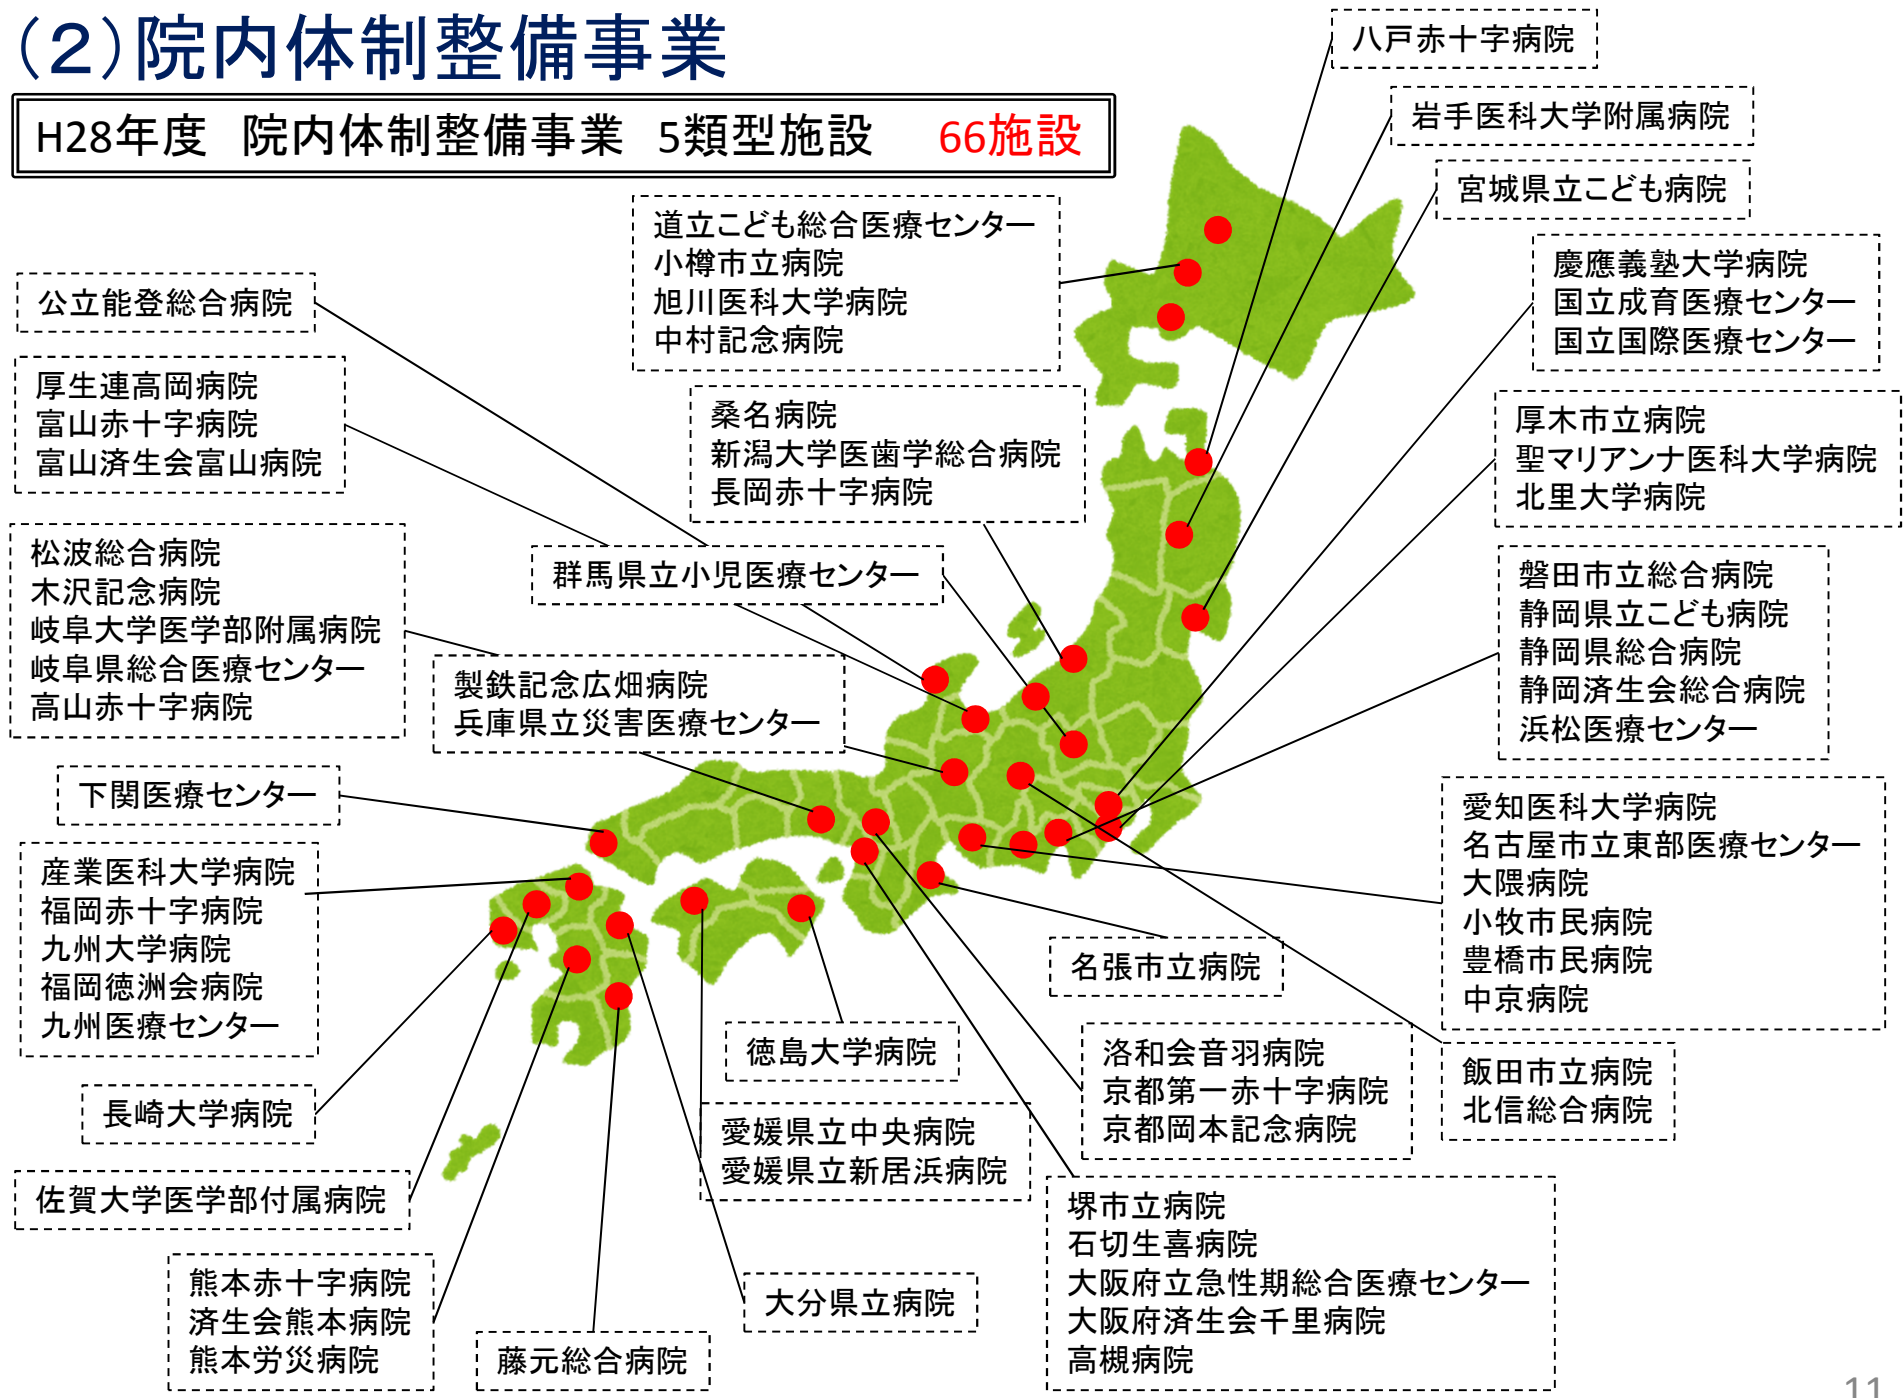 （２）院内体制整備事業
H28年度　院内体制整備事業　5類型施設　66施設
八戸赤十字病院
岩手医科大学附属病院
宮城県立こども病院
道立こども総合医療センター
小樽市立病院
旭川医科大学病院
中村記念病院
慶應義塾大学病院
国立成育医療センター
国立国際医療センター
公立能登総合病院
厚生連高岡病院
富山赤十字病院
富山済生会富山病院
桑名病院
新潟大学医歯学総合病院
長岡赤十字病院
厚木市立病院
聖マリアンナ医科大学病院
北里大学病院
松波総合病院
木沢記念病院
岐阜大学医学部附属病院
岐阜県総合医療センター
高山赤十字病院
群馬県立小児医療センター
磐田市立総合病院
静岡県立こども病院
静岡県総合病院
静岡済生会総合病院
浜松医療センター
製鉄記念広畑病院
兵庫県立災害医療センター
下関医療センター
愛知医科大学病院
名古屋市立東部医療センター
大隈病院
小牧市民病院
豊橋市民病院
中京病院
産業医科大学病院
福岡赤十字病院
九州大学病院
福岡徳洲会病院
九州医療センター
名張市立病院
徳島大学病院
洛和会音羽病院
京都第一赤十字病院
京都岡本記念病院
飯田市立病院
北信総合病院
長崎大学病院
愛媛県立中央病院
愛媛県立新居浜病院
佐賀大学医学部付属病院
堺市立病院
石切生喜病院
大阪府立急性期総合医療センター
大阪府済生会千里病院
高槻病院
熊本赤十字病院
済生会熊本病院
熊本労災病院
大分県立病院
藤元総合病院
11